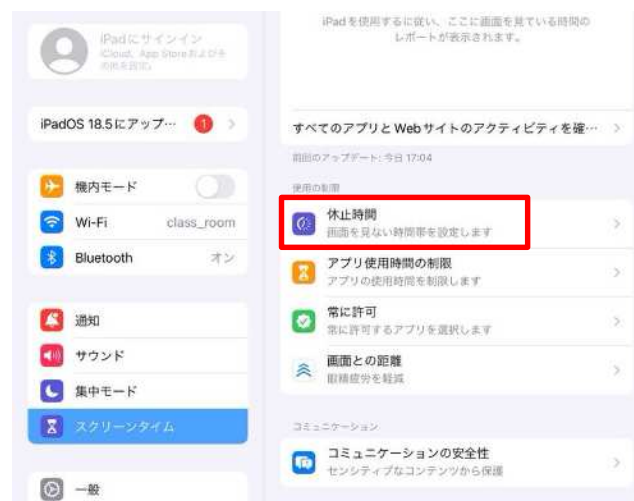 iPadにサインイン
iCloud、App Storeおよびそ
の他を設定。
iPadOS 18.5にアップ… 1
機内モード
Wi-Fi class_room
Bluetooth オン
通知
サウンド
集中モード
スクリーンタイム
一般
iPadを使用するに従い、ここに画面を見ている時間の
レポートが表示されます。
すべてのアプリとWebサイトのアクティビティを確…
前回のアップデート: 今日 17:04
使用の制限
休止時間
画面を見ない時間帯を設定します
アプリ使用時間の制限
アプリの使用時間を制限します
常に許可
常に許可するアプリを選択します
画面との距離
眼精疲労を軽減
コミュニケーション
コミュニケーションの安全性
センシティブなコンテンツから保護